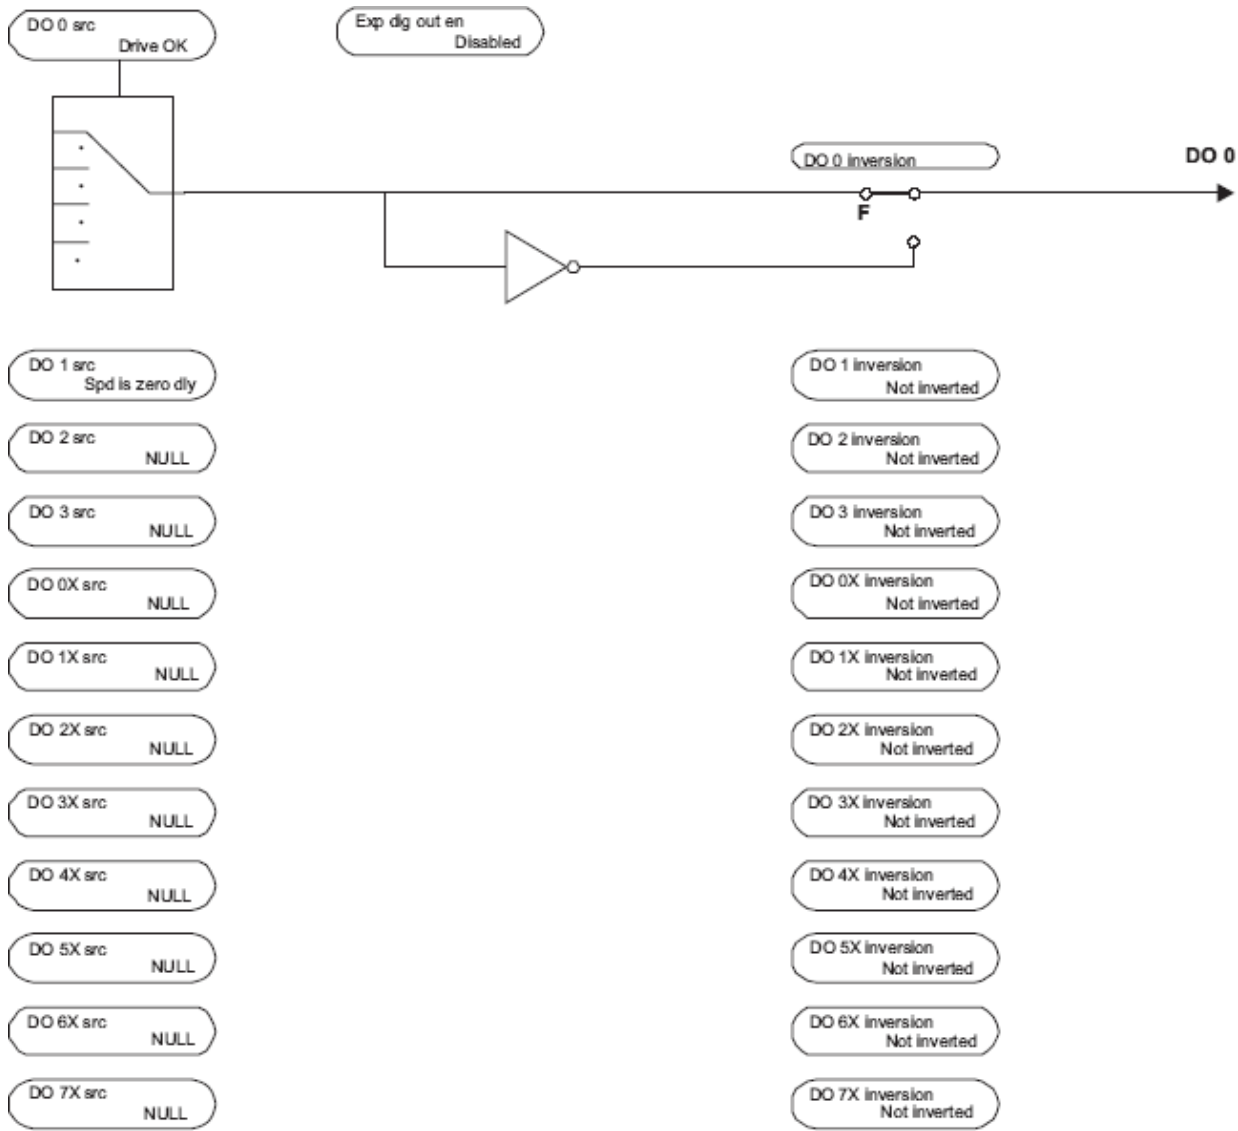 DO 0 src
Drive OK
Exp dig out en
Disabled
DO 0 inversion
DO 0
F
DO 1 src
Spd is zero dly
DO 1 inversion
Not inverted
DO 2 src
NULL
DO 2 inversion
Not inverted
DO 3 src
NULL
DO 3 inversion
Not inverted
DO 0X src
NULL
DO 0X inversion
Not inverted
DO 1X src
NULL
DO 1X inversion
Not inverted
DO 2X src
NULL
DO 2X inversion
Not inverted
DO 3X src
NULL
DO 3X inversion
Not inverted
DO 4X src
NULL
DO 4X inversion
Not inverted
DO 5X src
NULL
DO 5X inversion
Not inverted
DO 6X src
NULL
DO 6X inversion
Not inverted
DO 7X src
NULL
DO 7X inversion
Not inverted